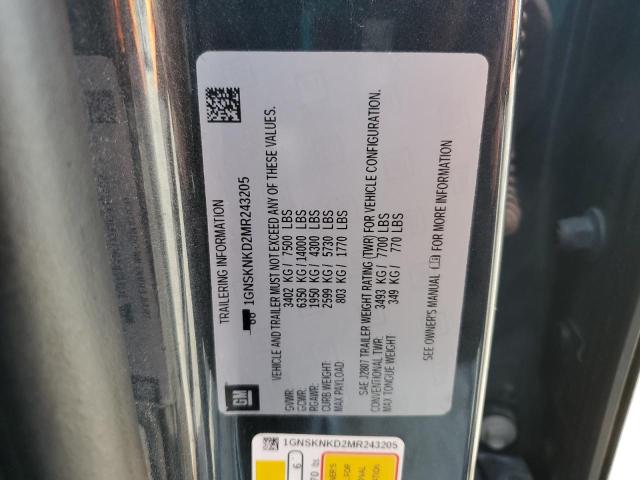 TRAILERING INFORMATION
1GNSKNKD2MR243205
VEHICLE AND TRAILER MUST NOT EXCEED ANY OF THESE VALUES.
GVWR: 3402 KG / 7500 LBS
GCWR: 6350 KG / 14000 LBS
RGAWR: 1950 KG / 4300 LBS
CURB WEIGHT: 2599 KG / 5730 LBS
MAX PAYLOAD: 803 KG / 1770 LBS
SAE J2807 TRAILER WEIGHT RATING (TWR) FOR VEHICLE CONFIGURATION.
CONVENTIONAL TWR: 3493 KG / 7700 LBS
MAX TONGUE WEIGHT 349 KG / 770 LBS
SEE OWNER'S MANUAL FOR MORE INFORMATION
GM
1GNSKNKD2MR243205